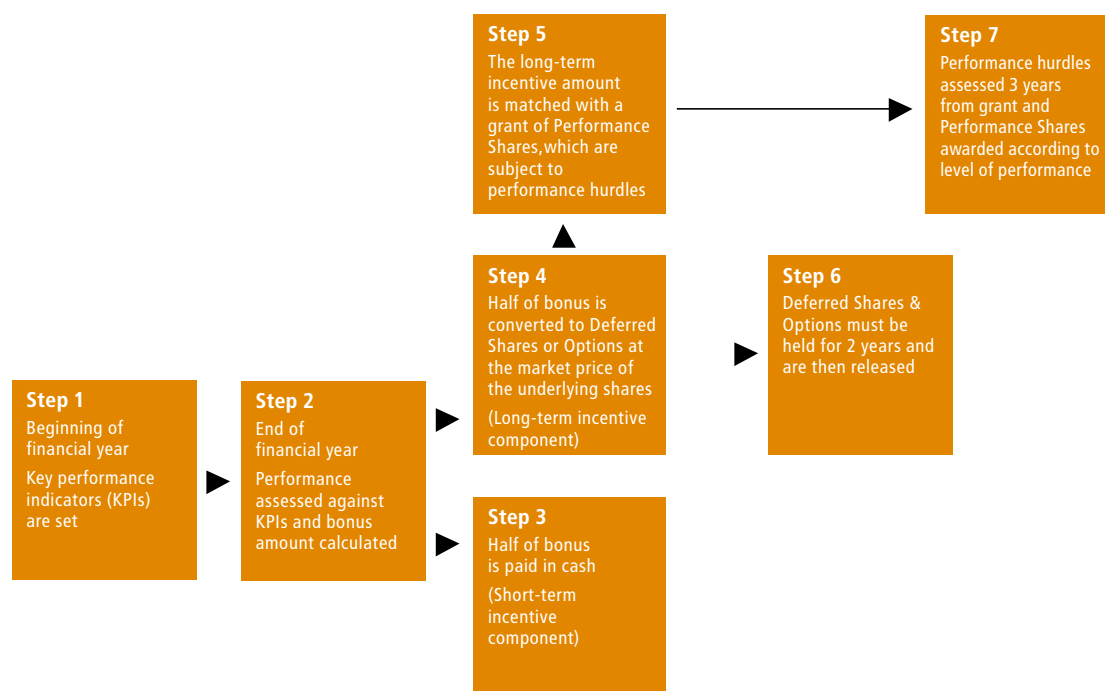 Step 1
Beginning of
financial year
Key performance
indicators (KPIs)
are set
Step 2
End of
financial year
Performance
assessed against
KPIs and bonus
amount calculated
Step 3
Half of bonus
is paid in cash
(Short-term
incentive
component)
Step 4
Half of bonus is
converted to Deferred
Shares or Options at
the market price of
the underlying shares
(Long-term incentive
component)
Step 5
The long-term
incentive amount
is matched with a
grant of Performance
Shares,which are
subject to
performance hurdles
Step 6
Deferred Shares &
Options must be
held for 2 years and
are then released
Step 7
Performance hurdles
assessed 3 years
from grant and
Performance Shares
awarded according to
level of performance